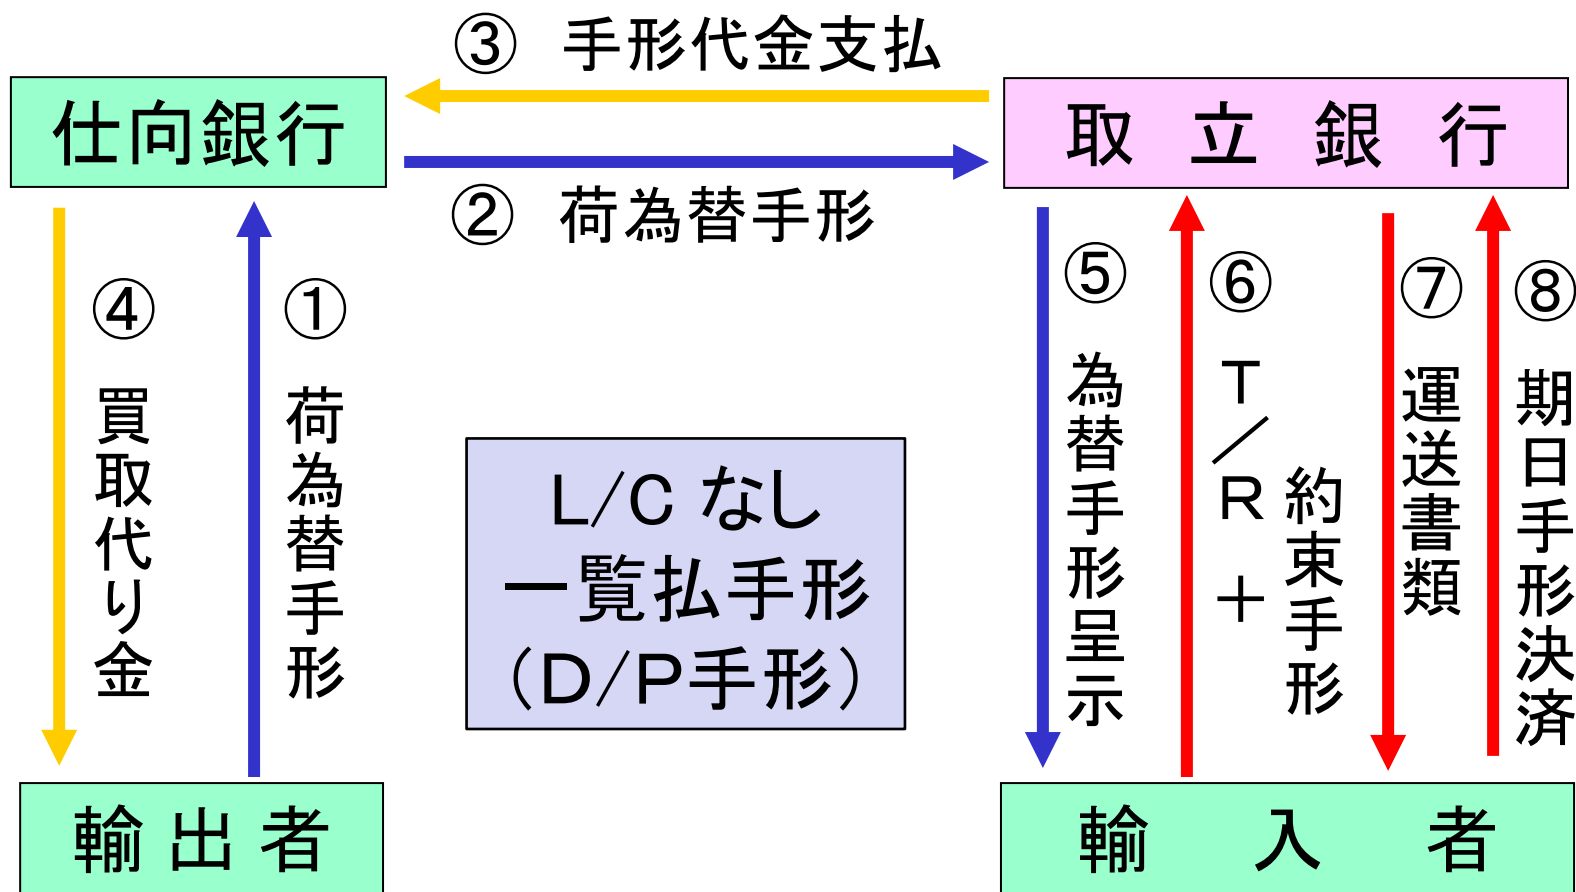 ③ 手形代金支払
仕向銀行
取立銀行
② 荷為替手形
④ 買取代り金
① 荷為替手形
⑤ 為替手形呈示
⑥ T/R +
約束手形
⑦ 運送書類
⑧ 期日手形決済
L/C なし
一覧払手形
(D/P手形)
輸出者
輸入者